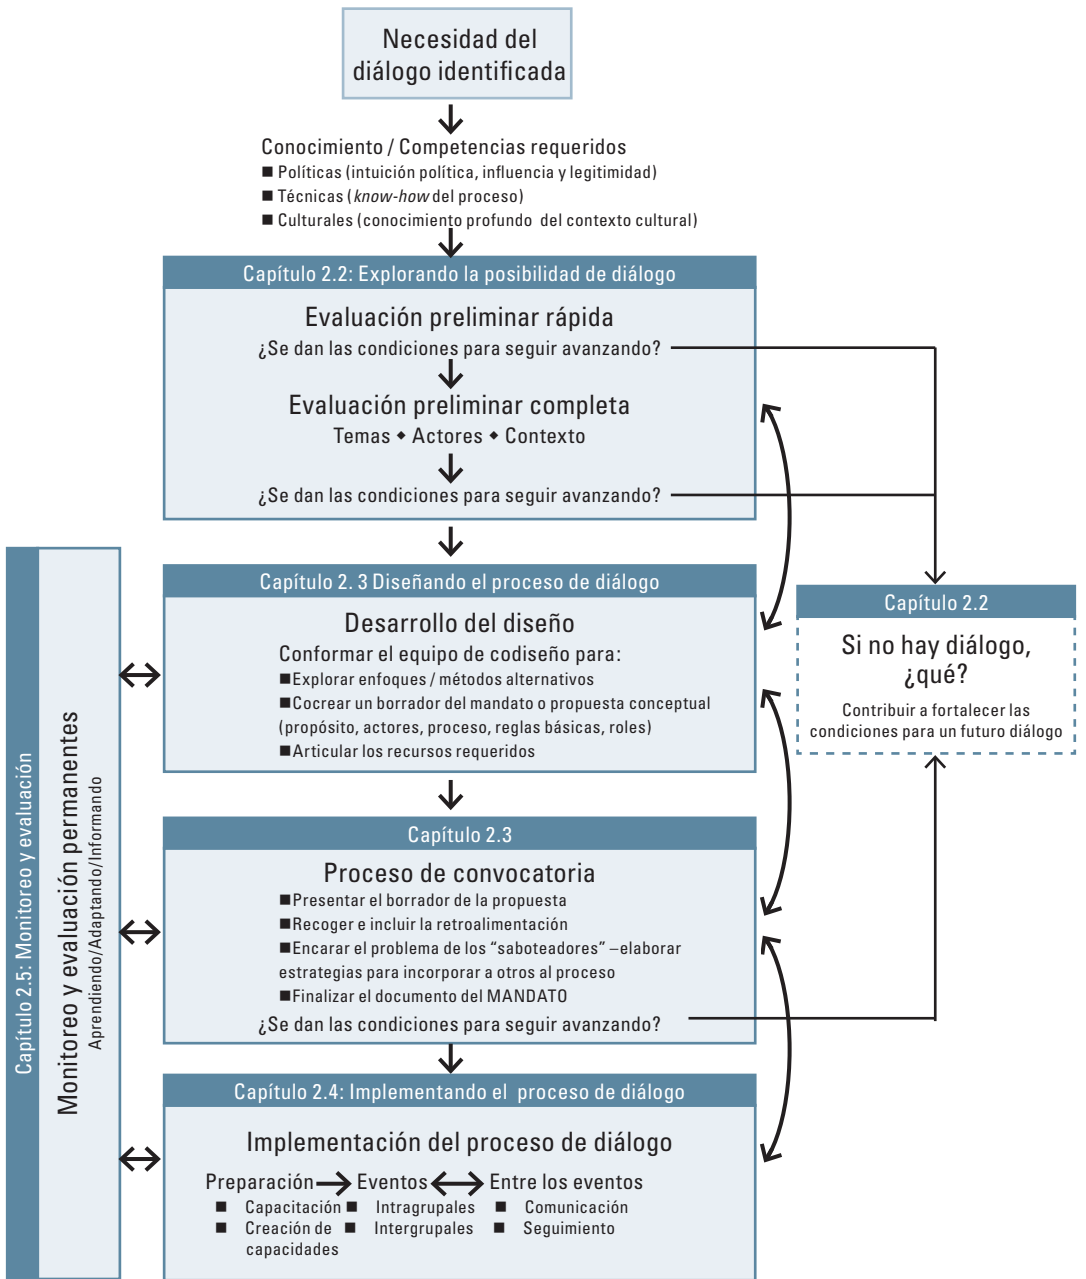 Necesidad del
diálogo identificada
Conocimiento / Competencias requeridos
■ Políticas (intuición política, influencia y legitimidad)
■ Técnicas (know-how del proceso)
■ Culturales (conocimiento profundo del contexto cultural)
Capítulo 2.2: Explorando la posibilidad de diálogo
Evaluación preliminar rápida
¿Se dan las condiciones para seguir avanzando?
Evaluación preliminar completa
Temas ◆ Actores ◆ Contexto
¿Se dan las condiciones para seguir avanzando?
Capítulo 2. 3 Diseñando el proceso de diálogo
Desarrollo del diseño
Conformar el equipo de codiseño para:
■Explorar enfoques / métodos alternativos
■Cocrear un borrador del mandato o propuesta conceptual
(propósito, actores, proceso, reglas básicas, roles)
■Articular los recursos requeridos
Capítulo 2.2
Si no hay diálogo,
¿qué?
Contribuir a fortalecer las
condiciones para un futuro diálogo
Capítulo 2.3
Proceso de convocatoria
■Presentar el borrador de la propuesta
■Recoger e incluir la retroalimentación
■Encarar el problema de los “saboteadores” –elaborar
estrategias para incorporar a otros al proceso
■Finalizar el documento del MANDATO
¿Se dan las condiciones para seguir avanzando?
Capítulo 2.4: Implementando el proceso de diálogo
Implementación del proceso de diálogo
Preparación Eventos Entre los eventos
■ Capacitación ■ Intragrupales ■ Comunicación
■ Creación de ■ Intergrupales ■ Seguimiento
capacidades
Capítulo 2.5: Monitoreo y evaluación
Monitoreo y evaluación permanentes
Aprendiendo/Adaptando/Informando